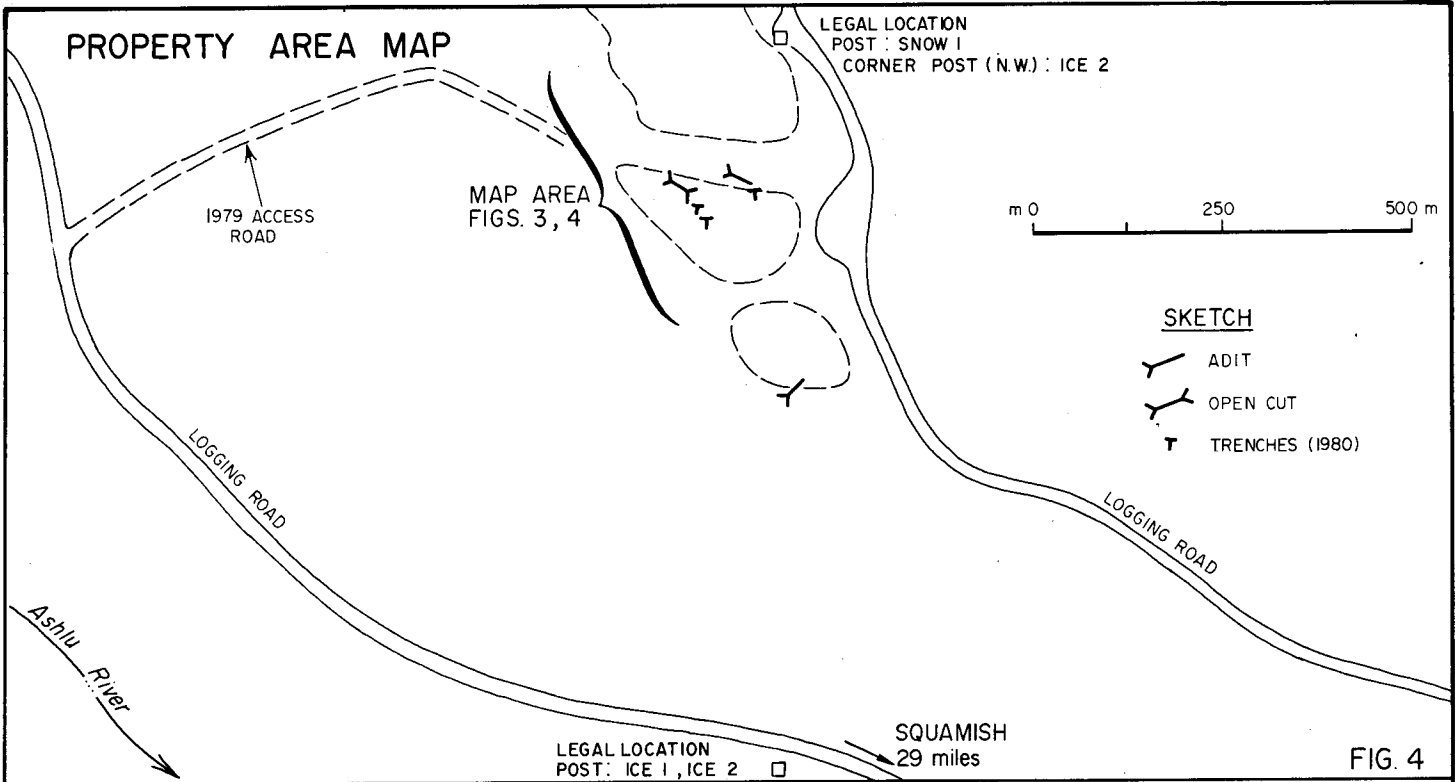 PROPERTY AREA MAP
LEGAL LOCATION
POST : SNOW 1
CORNER POST (N.W.) : ICE 2
1979 ACCESS
ROAD
MAP AREA
FIGS. 3, 4
m 0 250 500 m
SKETCH
ADIT
OPEN CUT
TRENCHES (1980)
LOGGING ROAD
LOGGING ROAD
Ashlu
River
LEGAL LOCATION
POST: ICE 1, ICE 2
SQUAMISH
29 miles
FIG. 4